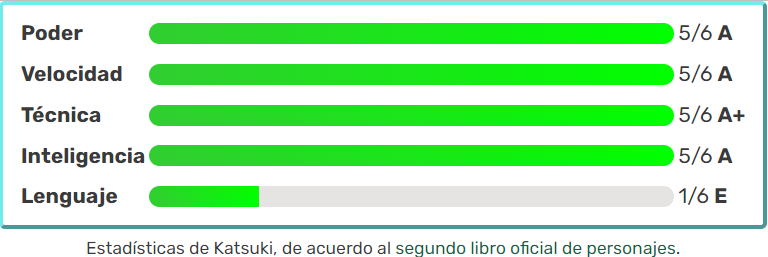 Poder 5/6 A
Velocidad 5/6 A
Técnica 5/6 A+
Inteligencia 5/6 A
Lenguaje 1/6 E
Estadísticas de Katsuki, de acuerdo al segundo libro oficial de personajes.